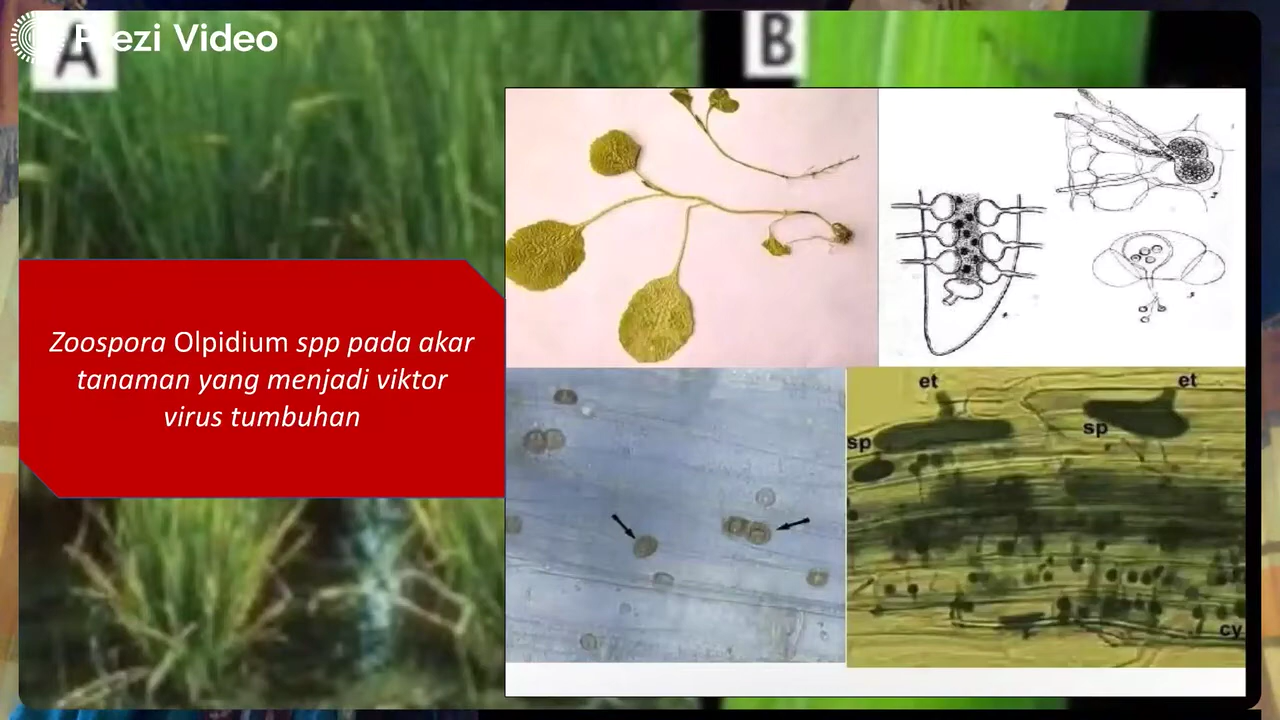 Prezi Video
A
B
Zoospora Olpidium spp pada akar
tanaman yang menjadi viktor
virus tumbuhan
et
et
sp
sp
cy